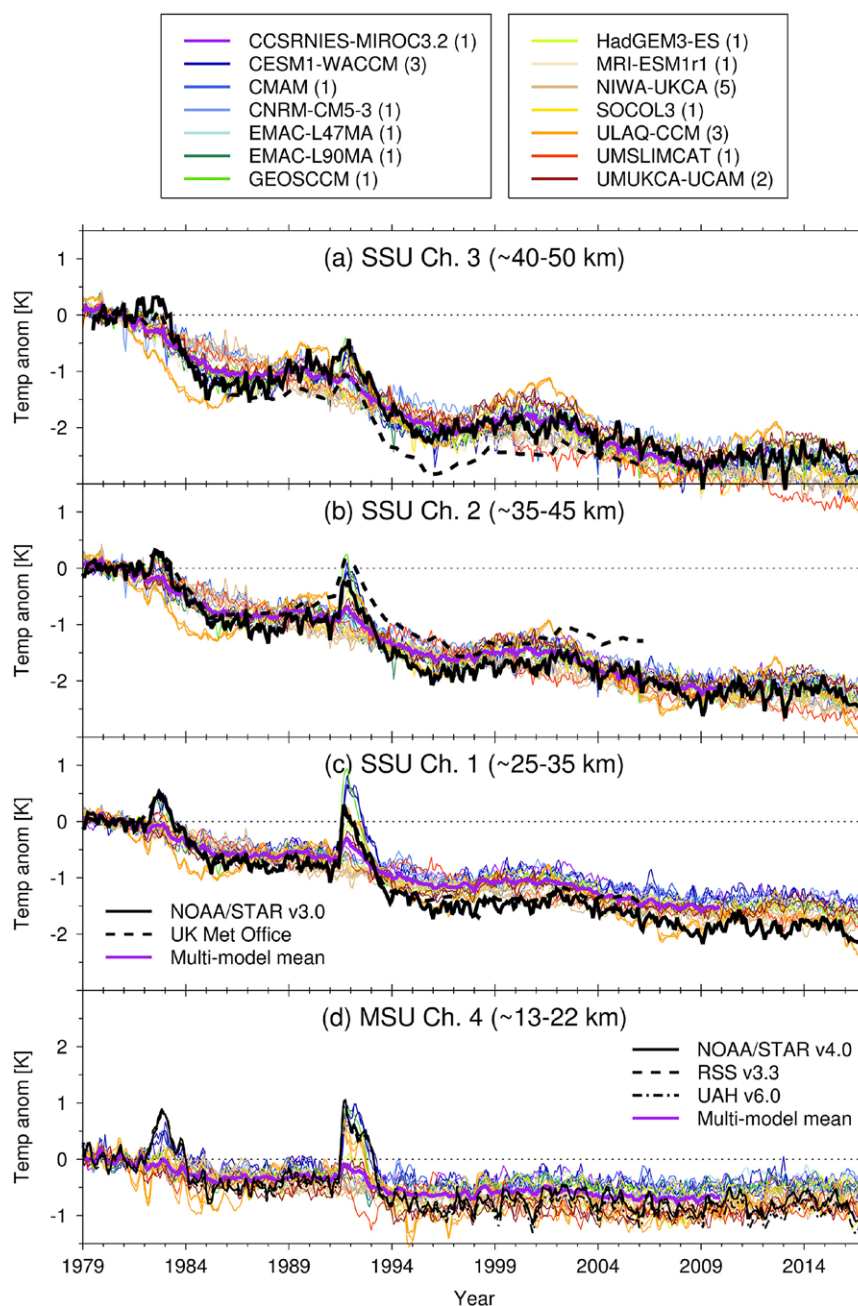 CCSRNIES-MIROC3.2 (1)
CESM1-WACCM (3)
CMAM (1)
CNRM-CM5-3 (1)
EMAC-L47MA (1)
EMAC-L90MA (1)
GEOSCCM (1)
HadGEM3-ES (1)
MRI-ESM1r1 (1)
NIWA-UKCA (5)
SOCOL3 (1)
ULAQ-CCM (3)
UMSLIMCAT (1)
UMUKCA-UCAM (2)
(a) SSU Ch. 3 (~40-50 km)
Temp anom [K]
1
0
-1
-2
(b) SSU Ch. 2 (~35-45 km)
Temp anom [K]
1
0
-1
-2
(c) SSU Ch. 1 (~25-35 km)
Temp anom [K]
1
0
-1
-2
NOAA/STAR v3.0
UK Met Office
Multi-model mean
(d) MSU Ch. 4 (~13-22 km)
Temp anom [K]
2
1
0
-1
NOAA/STAR v4.0
RSS v3.3
UAH v6.0
Multi-model mean
1979 1984 1989 1994 1999 2004 2009 2014
Year